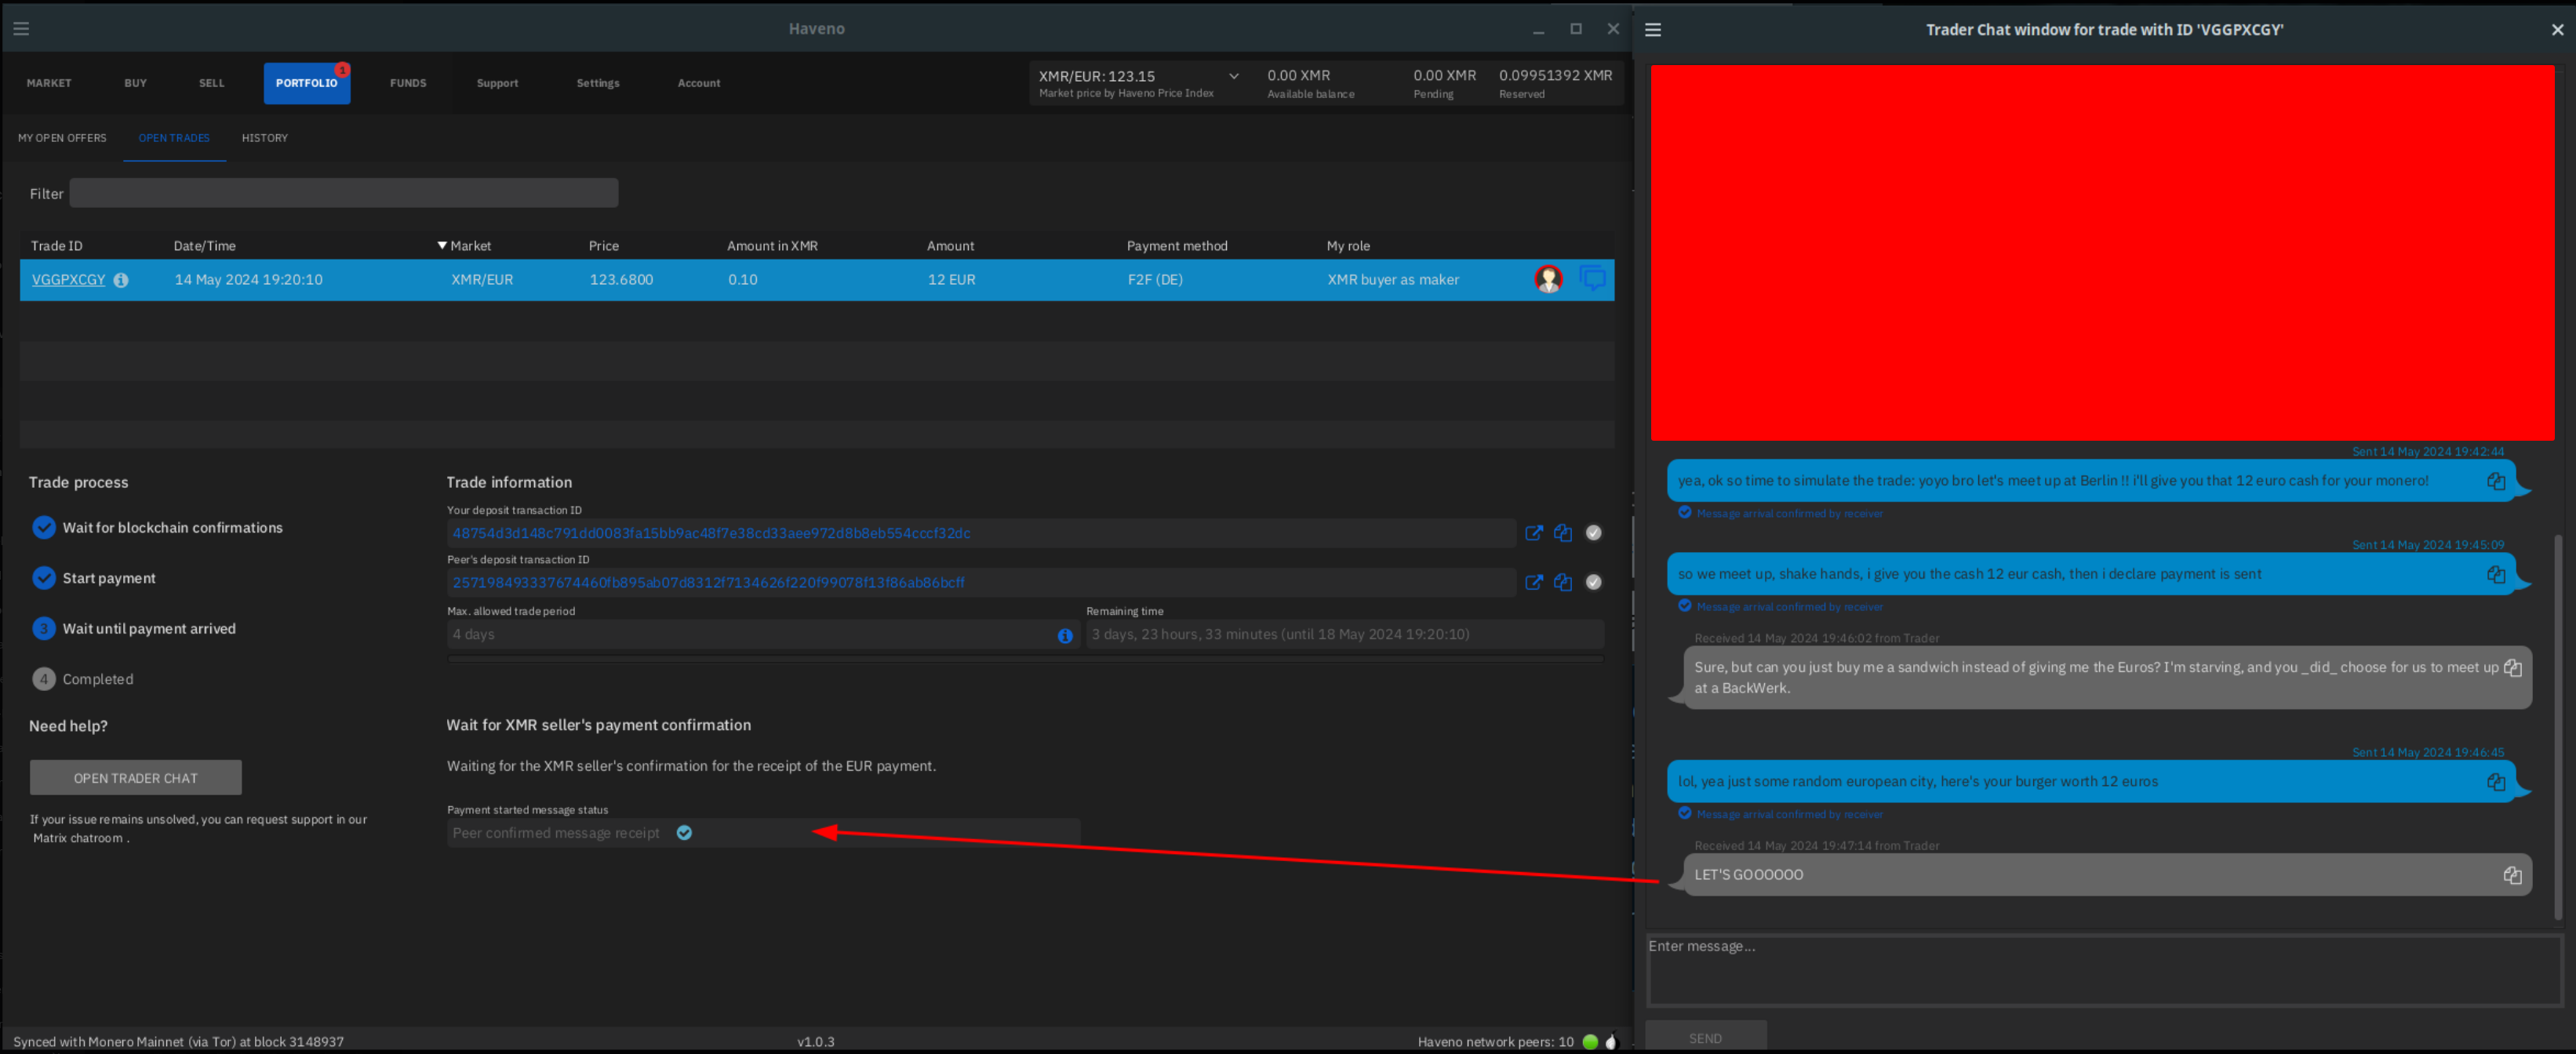 Haveno
MARKET BUY SELL PORTFOLIO 1 FUNDS Support Settings Account
XMR/EUR: 123.15
Market price by Haveno Price Index
0.00 XMR
Available balance
0.00 XMR
Pending
0.09951392 XMR
Reserved
MY OPEN OFFERS OPEN TRADES HISTORY
Filter
Trade ID Date/Time ▼ Market Price Amount in XMR Amount Payment method My role
VGGPXCGY 14 May 2024 19:20:10 XMR/EUR 123.6800 0.10 12 EUR F2F (DE) XMR buyer as maker
Trade process
Wait for blockchain confirmations
Start payment
3 Wait until payment arrived
4 Completed
Need help?
OPEN TRADER CHAT
If your issue remains unsolved, you can request support in our
Matrix chatroom .
Trade information
Your deposit transaction ID
48754d3d148c791dd0083fa15bb9ac48f7e38cd33aee972d8b8eb554cccf32dc
Peer's deposit transaction ID
257198493337674460fb895ab07d8312f7134626f220f99078f13f86ab86bcff
Max. allowed trade period
4 days
Remaining time
3 days, 23 hours, 33 minutes (until 18 May 2024 19:20:10)
Wait for XMR seller's payment confirmation
Waiting for the XMR seller's confirmation for the receipt of the EUR payment.
Payment started message status
Peer confirmed message receipt
Synced with Monero Mainnet (via Tor) at block 3148937
v1.0.3
Haveno network peers: 10
Trader Chat window for trade with ID 'VGGPXCGY'
Sent 14 May 2024 19:42:44
yea, ok so time to simulate the trade: yoyo bro let's meet up at Berlin !! i'll give you that 12 euro cash for your monero!
Message arrival confirmed by receiver
Sent 14 May 2024 19:45:09
so we meet up, shake hands, i give you the cash 12 eur cash, then i declare payment is sent
Message arrival confirmed by receiver
Received 14 May 2024 19:46:02 from Trader
Sure, but can you just buy me a sandwich instead of giving me the Euros? I'm starving, and you _did_ choose for us to meet up
at a BackWerk.
Sent 14 May 2024 19:46:45
lol, yea just some random european city, here's your burger worth 12 euros
Message arrival confirmed by receiver
Received 14 May 2024 19:47:14 from Trader
LET'S GOOOOOO
Enter message...
SEND